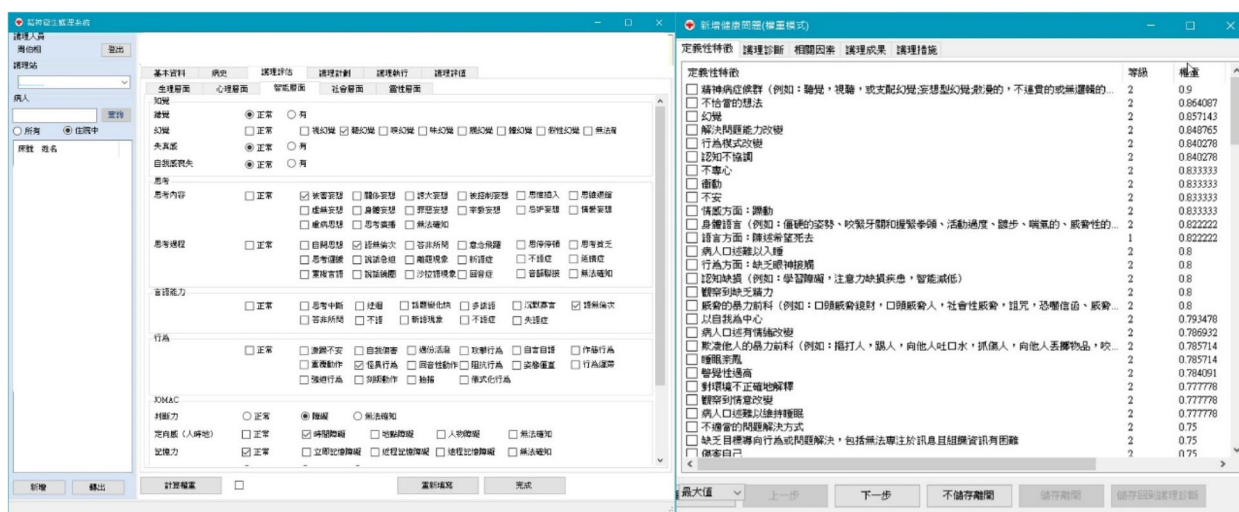 精神衛生護理系統
護理人員
登出
護理站
病人
查詢
所有 住院中
床號 姓名
新增 轉出
基本資料 病史 護理評估 護理計劃 護理執行 護理評值
生理層面 心理層面 智能層面 社會層面 靈性層面
知覺
錯覺 正常 有
幻覺 正常 視幻覺 聽幻覺 嗅幻覺 味幻覺 觸幻覺 體幻覺 假性幻覺
失真感 正常 有
自我感喪失 正常 有
思考
思考內容 正常 被害妄想 關係妄想 誇大妄想 被控制妄想 思維插入
虛無妄想 身體妄想 罪惡妄想 宗教妄想 忌妒妄想 情愛妄想
慮病思想 思考廣播 無法確知
思考過程 正常 自閉思想 語無倫次 答非所問 意念飛躍 思停停頓 思考貧乏
思考遲緩 說話急迫 離題現象 新語症 不語症 延續症
重複言語 說話繞圈 沙拉語現象 回音症 音韻聯接 無法確知
言語能力
正常 思考中斷 迂迴 話題變化快 多話語 沉默寡言 語無倫次
答非所問 不語 新語現象 不語症 失語症
行為
正常 激躁不安 自我傷害 過份活躍 攻擊行為 自言自語 作態行為
重複動作 怪異行為 回音性動作 阻抗行為 姿勢僵直 行為遲滯
強迫行為 刻板動作 抽搐 儀式化行為
JOMAC
判斷力 正常 障礙 無法確知
定向感(人時地) 正常 時間障礙 地點障礙 人物障礙 無法確知
記憶力 正常 立即記憶障礙 近程記憶障礙 遠程記憶障礙 無法確知
計算權重 重新填寫 完成
新增健康問題(權重模式)
定義性特徵 護理診斷 相關因素 護理成果 護理措施
定義性特徵 等級 權重
精神病症候群(例如:聽覺,視聽,或支配幻覺;妄想型幻覺;散漫的,不連貫的或無邏輯的... 2 0.9
不恰當的想法 2 0.864087
幻覺 2 0.857143
解決問題能力改變 2 0.848765
行為模式改變 2 0.840278
認知不協調 2 0.840278
不專心 2 0.833333
衝動 2 0.833333
不安 2 0.833333
情感方面:躁動 2 0.833333
身體語言(例如:僵硬的姿勢、咬緊牙關和握緊拳頭、活動過度、踱步、喘氣的、威脅性的... 2 0.822222
語言方面:陳述希望死去 1 0.822222
病人口述難以入睡 2 0.8
行為方面:缺乏眼神接觸 2 0.8
認知缺損(例如:學習障礙,注意力缺損疾患,智能減低) 2 0.8
觀察到缺乏精力 2 0.8
威脅的暴力前科(例如:口頭威脅錢財,口頭威脅人,社會性威脅,詛咒,恐嚇信函、威脅... 2 0.8
以自我為中心 2 0.793478
病人口述有情緒改變 2 0.786932
欺凌他人的暴力前科(例如:摑打人,踢人,向他人吐口水,抓傷人,向他人丟擲物品,咬... 2 0.785714
睡眠紊亂 2 0.785714
警覺性過高 2 0.784091
對環境不正確地解釋 2 0.777778
觀察到情意改變 2 0.777778
病人口述難以維持睡眠 2 0.777778
不適當的問題解決方式 2 0.75
缺乏目標導向行為或問題解決,包括無法專注於訊息且組織資訊有困難 2 0.75
傷害自己 2 0.75
最大值 上一步 下一步 不儲存離開 儲存離開 儲存回到護理診斷